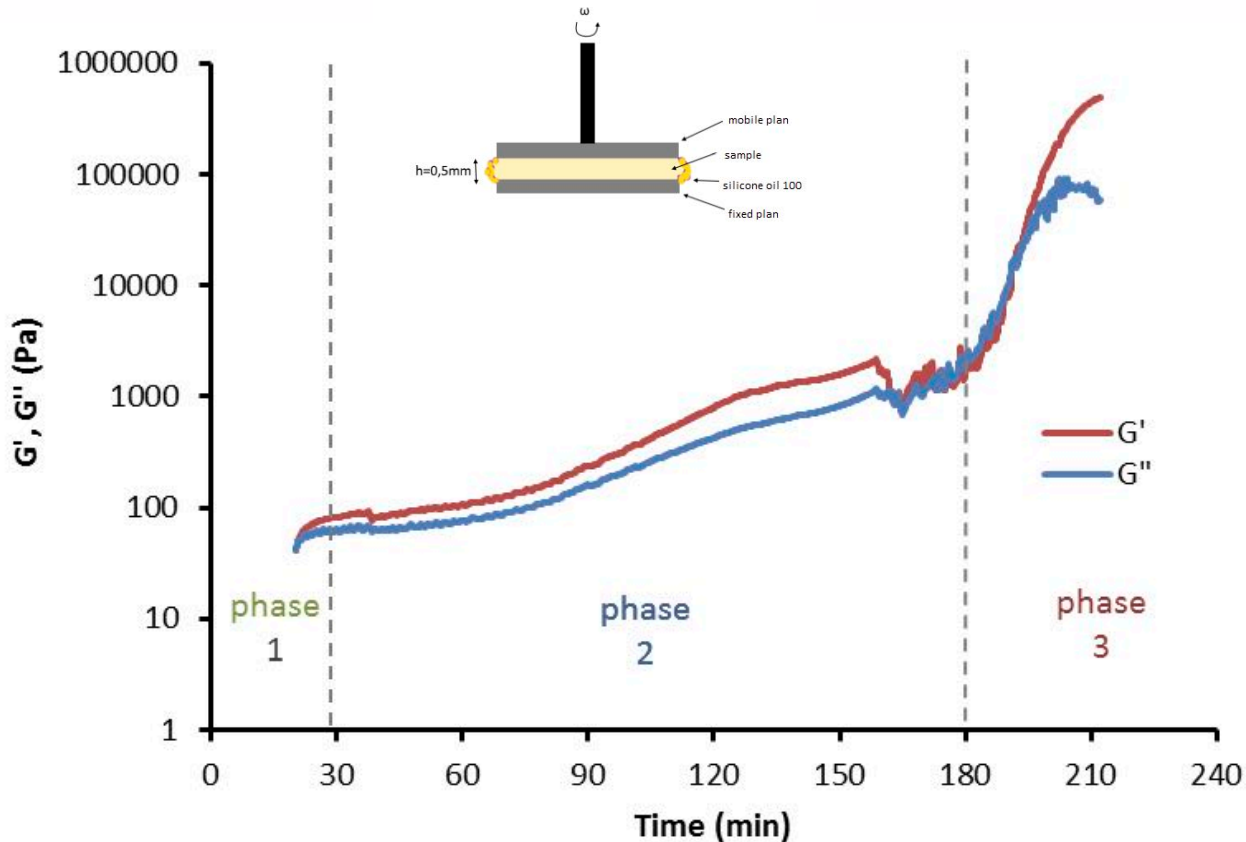 ω
mobile plan
sample
h=0,5mm
silicone oil 100
fixed plan
G', G'' (Pa)
1000000
100000
10000
1000
100
10
1
G'
G''
phase
1
phase
2
phase
3
0 30 60 90 120 150 180 210 240
Time (min)